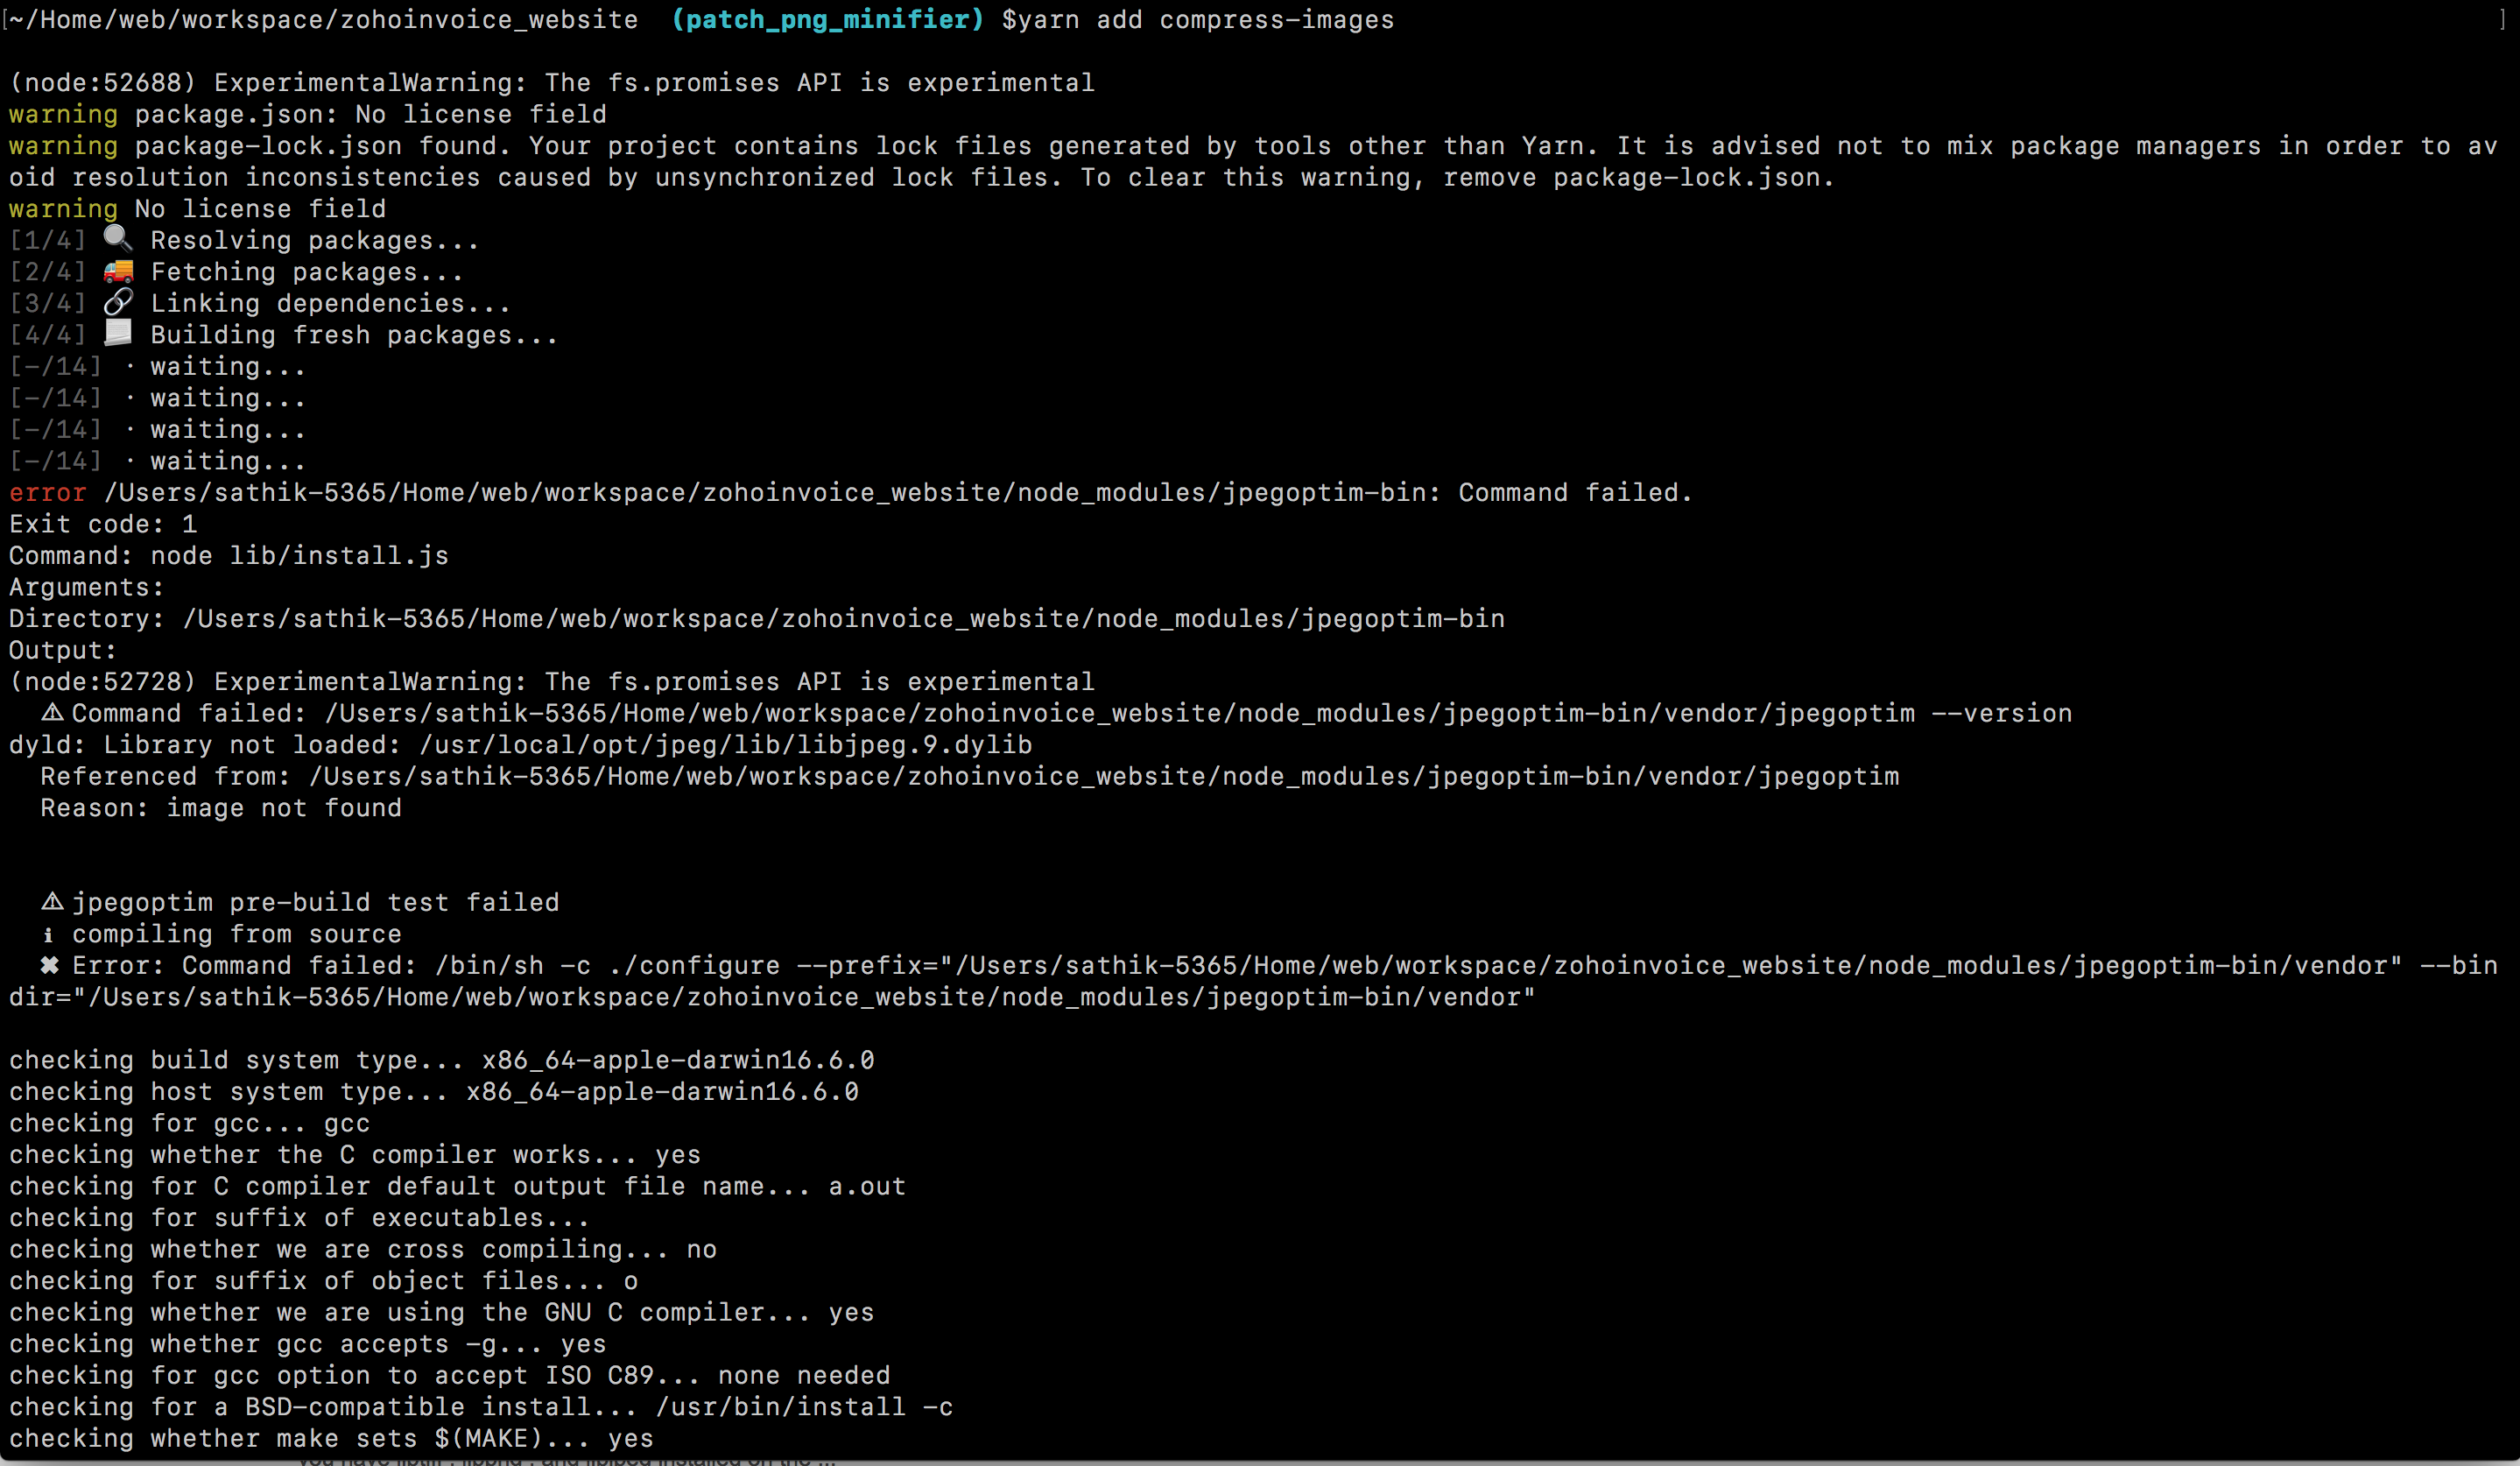 [~/Home/web/workspace/zohoinvoice_website  (patch_png_minifier) $yarn add compress-images ]
(node:52688) ExperimentalWarning: The fs.promises API is experimental
warning package.json: No license field
warning package-lock.json found. Your project contains lock files generated by tools other than Yarn. It is advised not to mix package managers in order to av
oid resolution inconsistencies caused by unsynchronized lock files. To clear this warning, remove package-lock.json.
warning No license field
[1/4] 🔍 Resolving packages...
[2/4] 🚚 Fetching packages...
[3/4] 🔗 Linking dependencies...
[4/4] 📃 Building fresh packages...
[-/14] · waiting...
[-/14] · waiting...
[-/14] · waiting...
[-/14] · waiting...
error /Users/sathik-5365/Home/web/workspace/zohoinvoice_website/node_modules/jpegoptim-bin: Command failed.
Exit code: 1
Command: node lib/install.js
Arguments:
Directory: /Users/sathik-5365/Home/web/workspace/zohoinvoice_website/node_modules/jpegoptim-bin
Output:
(node:52728) ExperimentalWarning: The fs.promises API is experimental
⚠ Command failed: /Users/sathik-5365/Home/web/workspace/zohoinvoice_website/node_modules/jpegoptim-bin/vendor/jpegoptim --version
dyld: Library not loaded: /usr/local/opt/jpeg/lib/libjpeg.9.dylib
Referenced from: /Users/sathik-5365/Home/web/workspace/zohoinvoice_website/node_modules/jpegoptim-bin/vendor/jpegoptim
Reason: image not found
⚠ jpegoptim pre-build test failed
ℹ compiling from source
✖ Error: Command failed: /bin/sh -c ./configure --prefix="/Users/sathik-5365/Home/web/workspace/zohoinvoice_website/node_modules/jpegoptim-bin/vendor" --bin
dir="/Users/sathik-5365/Home/web/workspace/zohoinvoice_website/node_modules/jpegoptim-bin/vendor"
checking build system type... x86_64-apple-darwin16.6.0
checking host system type... x86_64-apple-darwin16.6.0
checking for gcc... gcc
checking whether the C compiler works... yes
checking for C compiler default output file name... a.out
checking for suffix of executables...
checking whether we are cross compiling... no
checking for suffix of object files... o
checking whether we are using the GNU C compiler... yes
checking whether gcc accepts -g... yes
checking for gcc option to accept ISO C89... none needed
checking for a BSD-compatible install... /usr/bin/install -c
checking whether make sets $(MAKE)... yes